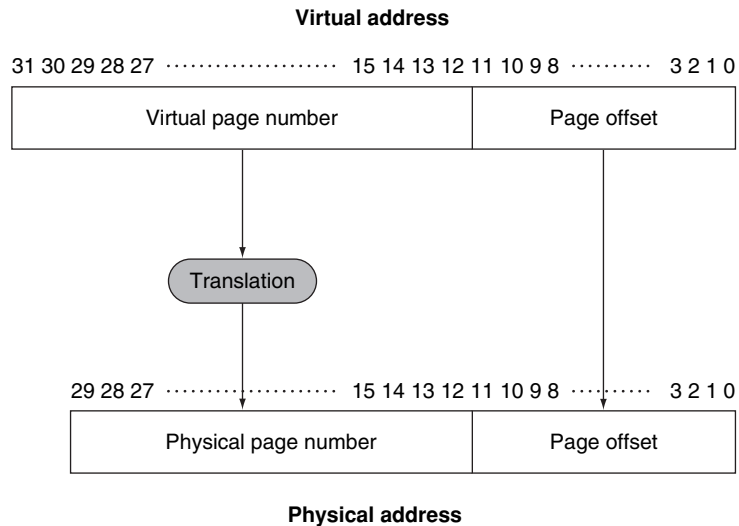 Virtual address
31 30 29 28 27 ····················· 15 14 13 12 11 10 9 8 ·········· 3 2 1 0
Virtual page number Page offset
Translation
29 28 27 ····················· 15 14 13 12 11 10 9 8 ·········· 3 2 1 0
Physical page number Page offset
Physical address